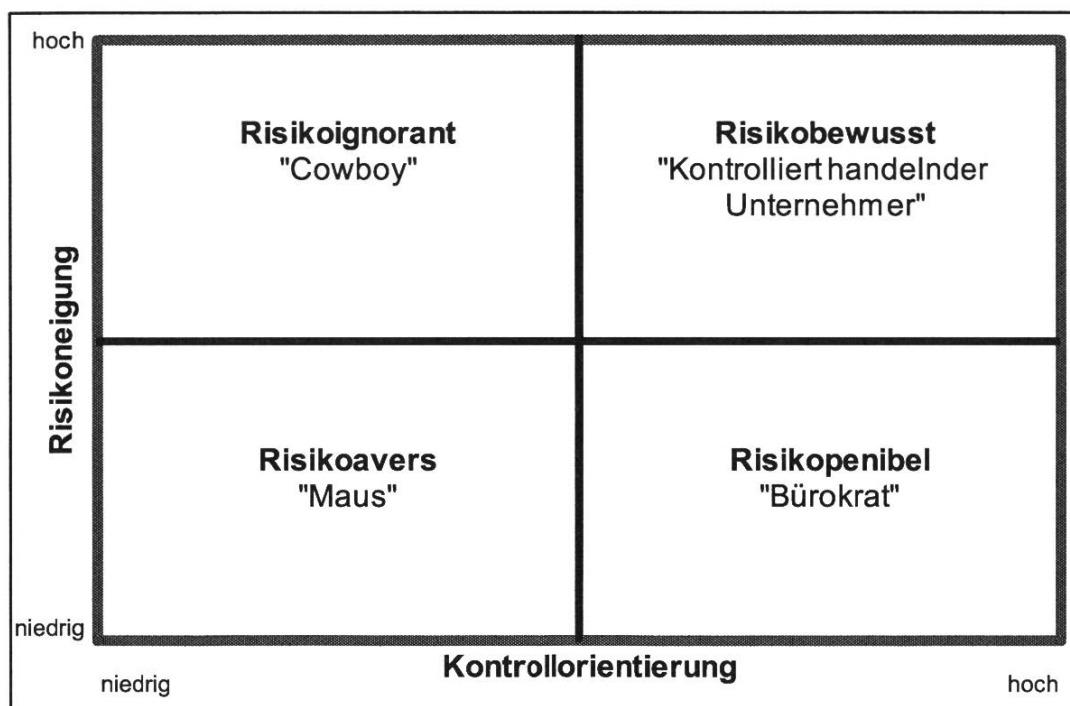 hoch
Risikoignorant
"Cowboy"
Risikobewusst
"Kontrolliert handelnder
Unternehmer"
Risikoneigung
Risikoavers
"Maus"
Risikopenibel
"Bürokrat"
niedrig
Kontrollorientierung
niedrig
hoch